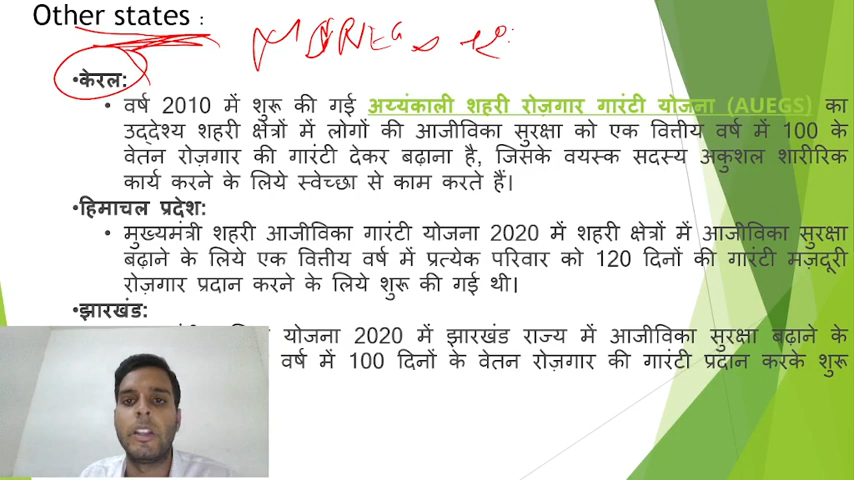 Other states :
•केरल:
• वर्ष 2010 में शुरू की गई अय्यंकाली शहरी रोज़गार गारंटी योजना (AUEGS) का
उद्देश्य शहरी क्षेत्रों में लोगों की आजीविका सुरक्षा को एक वित्तीय वर्ष में 100 के
वेतन रोज़गार की गारंटी देकर बढ़ाना है, जिसके वयस्क सदस्य अकुशल शारीरिक
कार्य करने के लिये स्वेच्छा से काम करते हैं।
•हिमाचल प्रदेश:
• मुख्यमंत्री शहरी आजीविका गारंटी योजना 2020 में शहरी क्षेत्रों में आजीविका सुरक्षा
बढ़ाने के लिये एक वित्तीय वर्ष में प्रत्येक परिवार को 120 दिनों की गारंटी मज़दूरी
रोज़गार प्रदान करने के लिये शुरू की गई थी।
•झारखंड:
योजना 2020 में झारखंड राज्य में आजीविका सुरक्षा बढ़ाने के
वर्ष में 100 दिनों के वेतन रोज़गार की गारंटी प्रदान करके शुरू